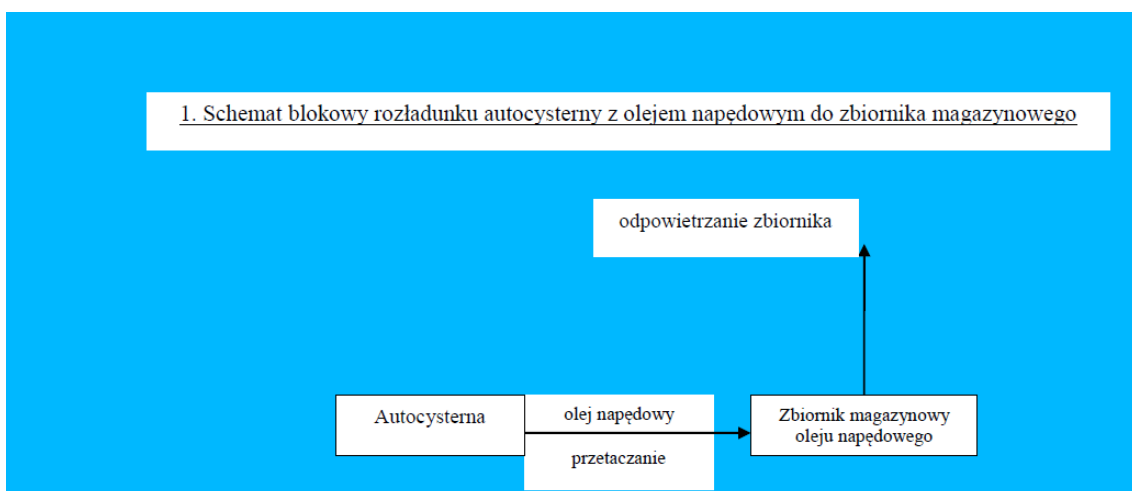 1. Schemat blokowy rozładunku autocysterny z olejem napędowym do zbiornika magazynowego
odpowietrzanie zbiornika
Autocysterna
olej napędowy
przetaczanie
Zbiornik magazynowy
oleju napędowego